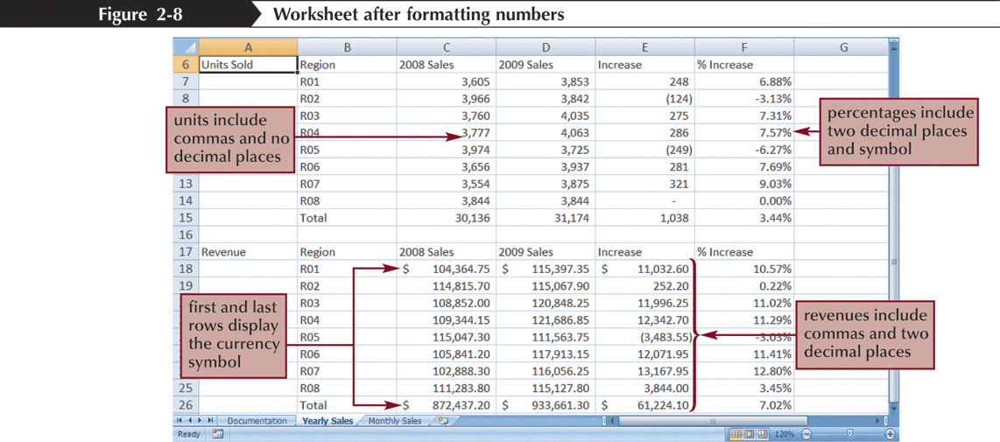 Figure 2-8 Worksheet after formatting numbers
A B C D E F G
6 Units Sold Region 2008 Sales 2009 Sales Increase % Increase
7 R01 3,605 3,853 248 6.88%
8 R02 3,966 3,842 (124) -3.13%
R03 3,760 4,035 275 7.31%
R04 3,777 4,063 286 7.57%
R05 3,974 3,725 (249) -6.27%
R06 3,656 3,937 281 7.69%
13 R07 3,554 3,875 321 9.03%
14 R08 3,844 3,844 - 0.00%
15 Total 30,136 31,174 1,038 3.44%
16
17 Revenue Region 2008 Sales 2009 Sales Increase % Increase
18 R01 $ 104,364.75 $ 115,397.35 $ 11,032.60 10.57%
19 R02 114,815.70 115,067.90 252.20 0.22%
R03 108,852.00 120,848.25 11,996.25 11.02%
R04 109,344.15 121,686.85 12,342.70 11.29%
R05 115,047.30 111,563.75 (3,483.55) -3.03%
R06 105,841.20 117,913.15 12,071.95 11.41%
R07 102,888.30 116,056.25 13,167.95 12.80%
25 R08 111,283.80 115,127.80 3,844.00 3.45%
26 Total $ 872,437.20 $ 933,661.30 $ 61,224.10 7.02%
units include
commas and no
decimal places
percentages include
two decimal places
and symbol
first and last
rows display
the currency
symbol
revenues include
commas and two
decimal places
Documentation Yearly Sales Monthly Sales
Ready 120%